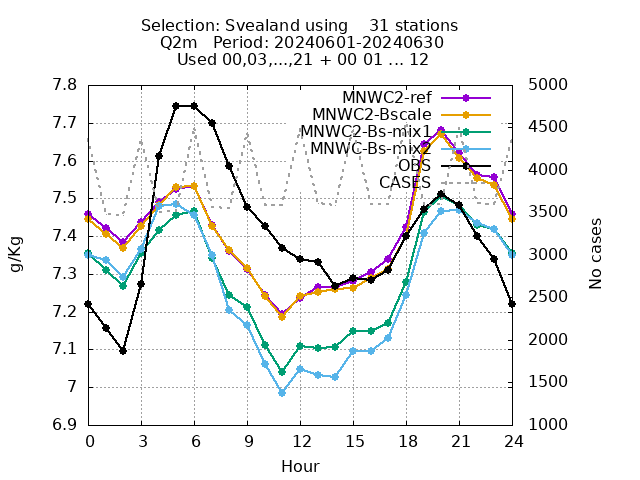 Selection: Svealand using    31 stations
Q2m   Period: 20240601-20240630
Used 00,03,...,21 + 00 01 ... 12
7.8
7.7
7.6
7.5
7.4
7.3
7.2
7.1
7
6.9
g/Kg
MNWC2-ref
MNWC2-Bscale
MNWC2-Bs-mix1
MNWC-Bs-mix2
OBS
CASES
5000
4500
4000
3500
3000
2500
2000
1500
1000
No cases
0 3 6 9 12 15 18 21 24
Hour